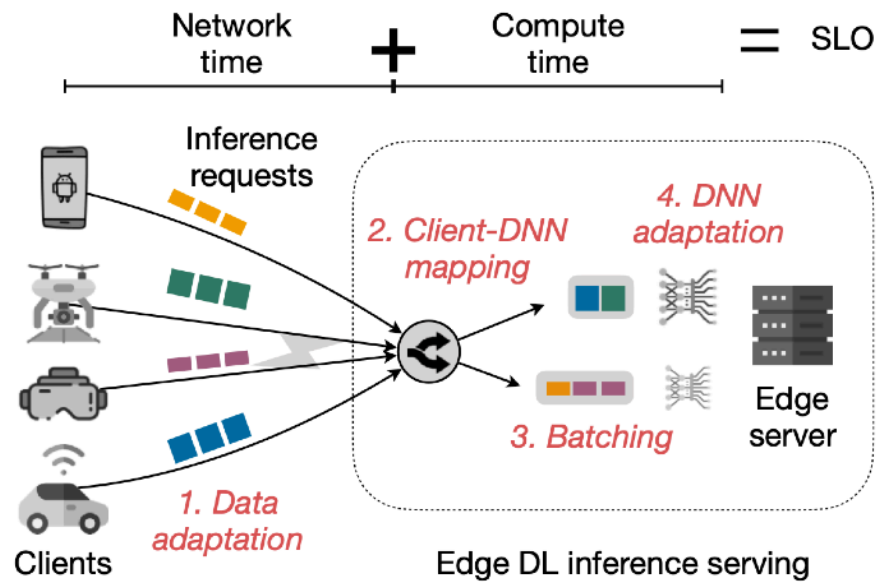 Network
time
+
Compute
time
=
SLO
Inference
requests
2. Client-DNN
mapping
4. DNN
adaptation
3. Batching
Edge
server
1. Data
adaptation
Clients
Edge DL inference serving